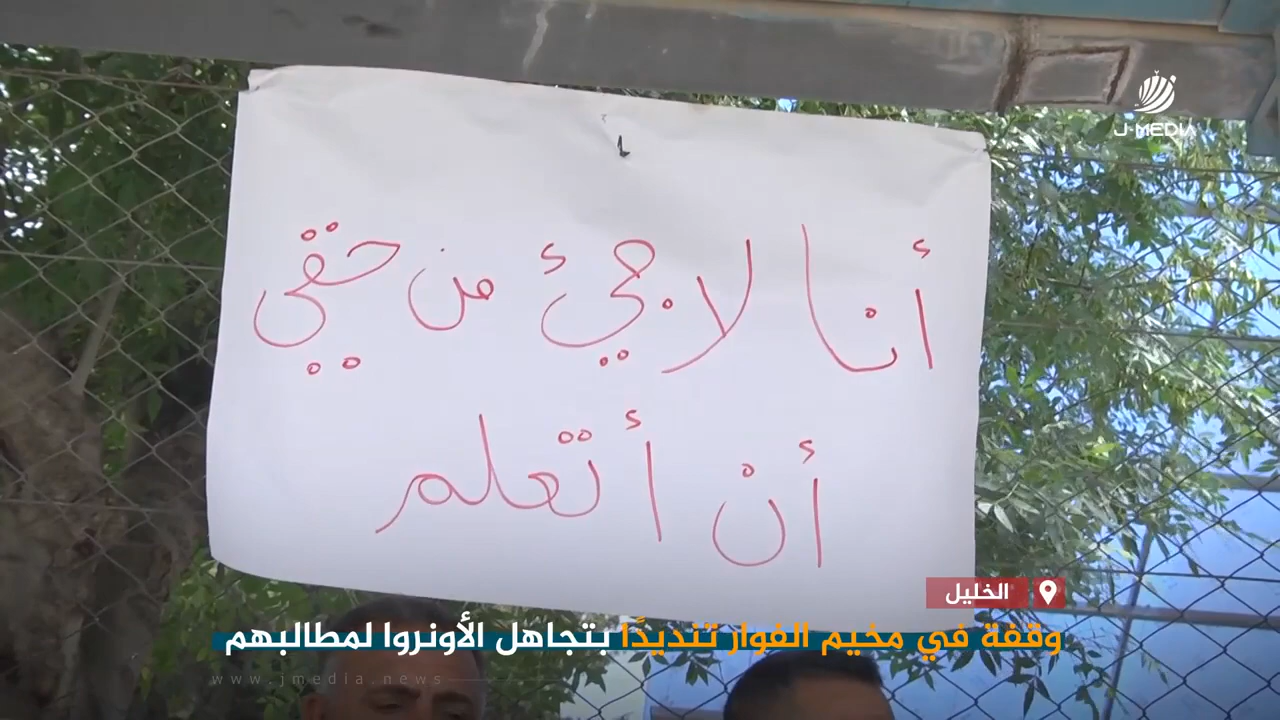 J-MEDIA
أنا لاجئ من حقي
أن أتعلم
الخليل
وقفة في مخيم الفوار تنديدًا بتجاهل الأونروا لمطالبهم
www.jmedia.news